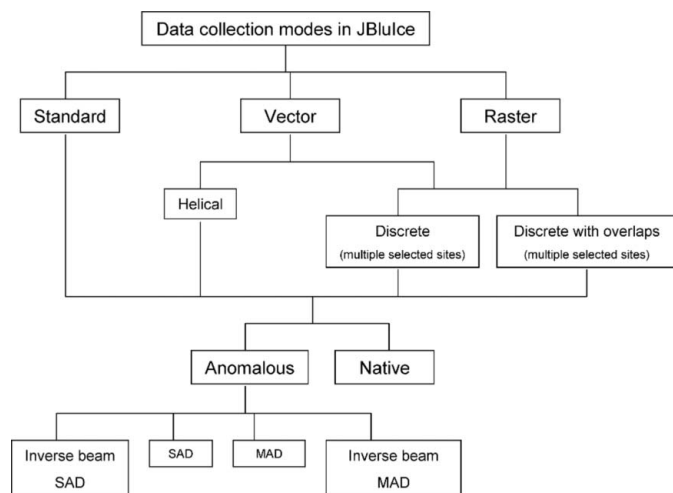 Data collection modes in JBluIce
Standard
Vector
Raster
Helical
Discrete
(multiple selected sites)
Discrete with overlaps
(multiple selected sites)
Anomalous
Native
Inverse beam
SAD
SAD
MAD
Inverse beam
MAD